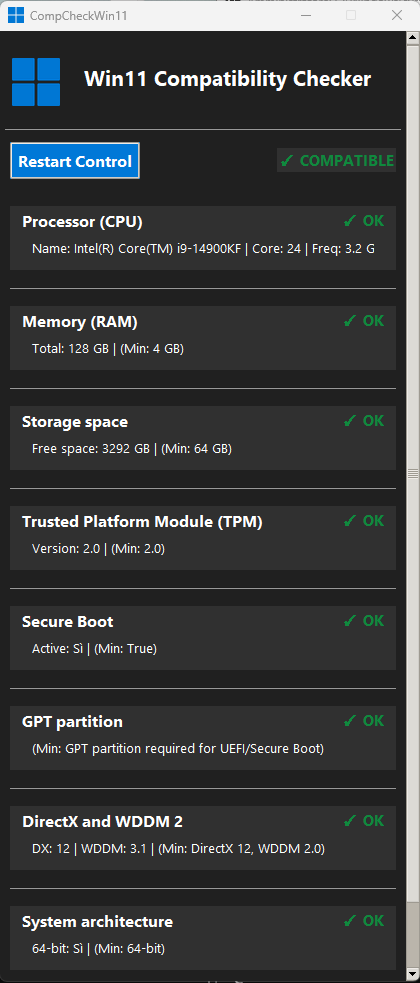 CompCheckWin11
Win11 Compatibility Checker
Restart Control
✓ COMPATIBLE
Processor (CPU)
✓ OK
Name: Intel(R) Core(TM) i9-14900KF | Core: 24 | Freq: 3.2 G
Memory (RAM)
✓ OK
Total: 128 GB | (Min: 4 GB)
Storage space
✓ OK
Free space: 3292 GB | (Min: 64 GB)
Trusted Platform Module (TPM)
✓ OK
Version: 2.0 | (Min: 2.0)
Secure Boot
✓ OK
Active: Sì | (Min: True)
GPT partition
✓ OK
(Min: GPT partition required for UEFI/Secure Boot)
DirectX and WDDM 2
✓ OK
DX: 12 | WDDM: 3.1 | (Min: DirectX 12, WDDM 2.0)
System architecture
✓ OK
64-bit: Sì | (Min: 64-bit)